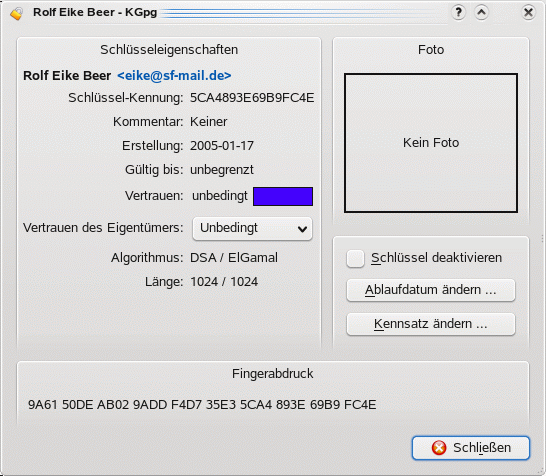 Rolf Eike Beer - KGpg
Schlüsseleigenschaften
Rolf Eike Beer <eike@sf-mail.de>
Schlüssel-Kennung: 5CA4893E69B9FC4E
Kommentar: Keiner
Erstellung: 2005-01-17
Gültig bis: unbegrenzt
Vertrauen: unbedingt
Vertrauen des Eigentümers: Unbedingt
Algorithmus: DSA / ElGamal
Länge: 1024 / 1024
Foto
Kein Foto
Schlüssel deaktivieren
Ablaufdatum ändern ...
Kennsatz ändern ...
Fingerabdruck
9A61 50DE AB02 9ADD F4D7 35E3 5CA4 893E 69B9 FC4E
Schließen